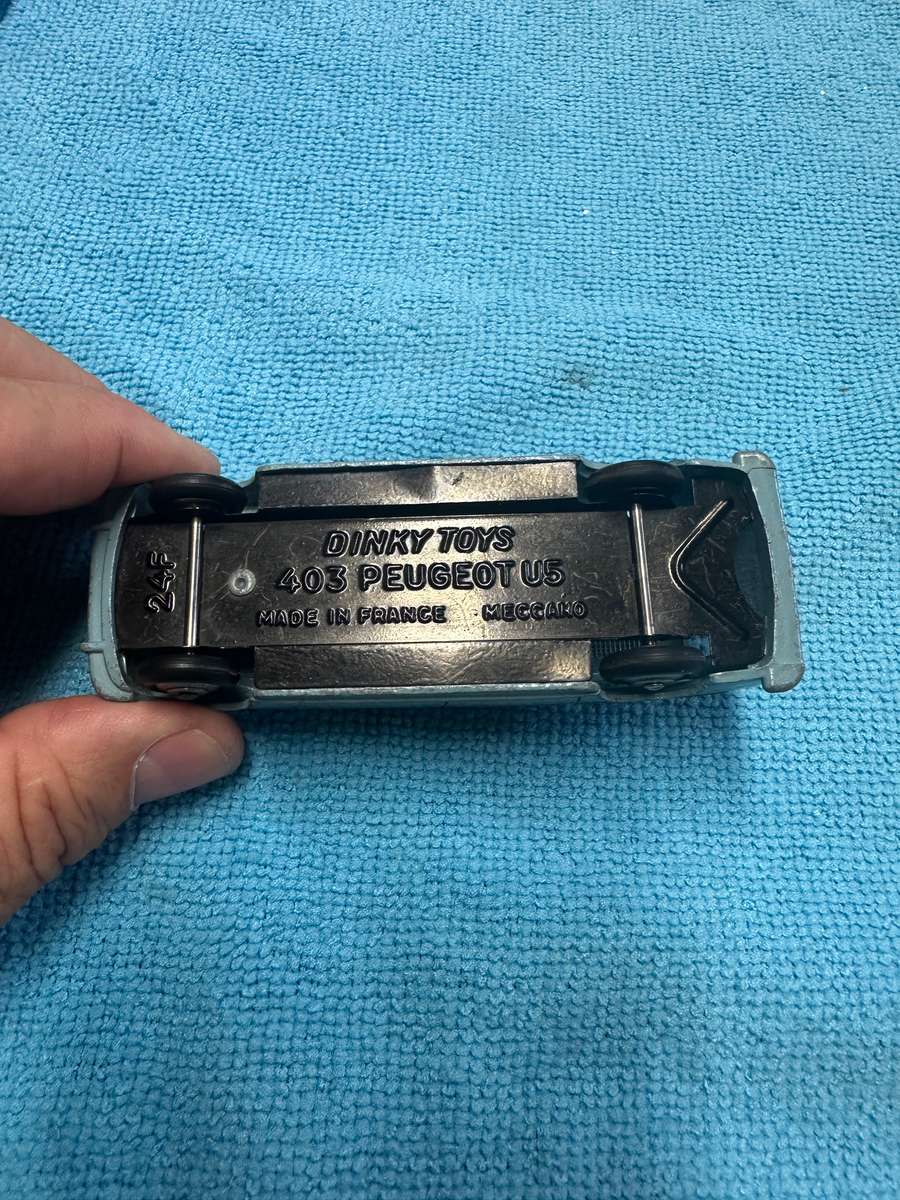 DINKY TOYS
403 PEUGEOT U5
MADE IN FRANCE MECCANO
24F